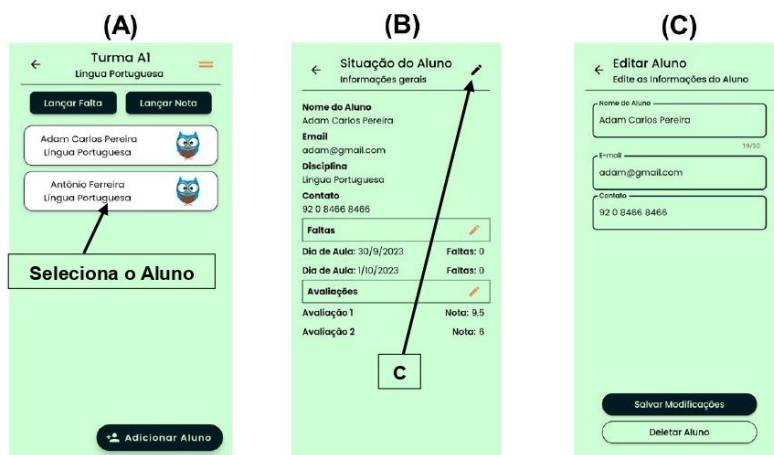 (A)
Turma A1
Língua Portuguesa
Lançar Falta
Lançar Nota
Adam Carlos Pereira
Língua Portuguesa
Antônio Ferreira
Língua Portuguesa
Seleciona o Aluno
Adicionar Aluno
(B)
Situação do Aluno
Informações gerais
Nome do Aluno
Adam Carlos Pereira
Email
adam@gmail.com
Disciplina
Língua Portuguesa
Contato
92 0 8466 8466
Faltas
Dia de Aula: 30/9/2023 Faltas: 0
Dia de Aula: 1/10/2023 Faltas: 0
Avaliações
Avaliação 1 Nota: 9,5
Avaliação 2 Nota: 6
C
(C)
Editar Aluno
Edite as Informações do Aluno
Nome do Aluno
Adam Carlos Pereira
19/30
E-mail
adam@gmail.com
Contato
92 0 8466 8466
Salvar Modificações
Deletar Aluno